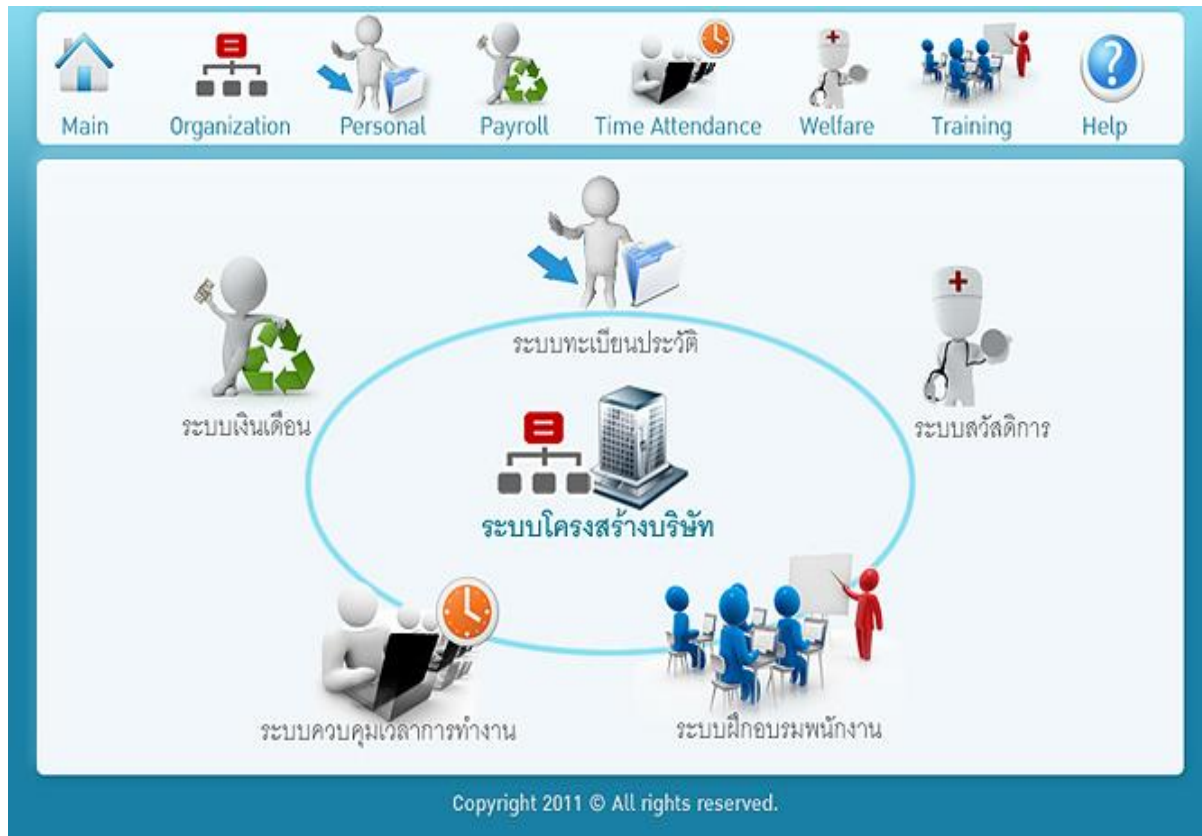 Main Organization Personal Payroll Time Attendance Welfare Training Help
ระบบทะเบียนประวัติ
ระบบเงินเดือน
ระบบสวัสดิการ
ระบบโครงสร้างบริษัท
ระบบควบคุมเวลาการทำงาน
ระบบฝึกอบรมพนักงาน
Copyright 2011 © All rights reserved.